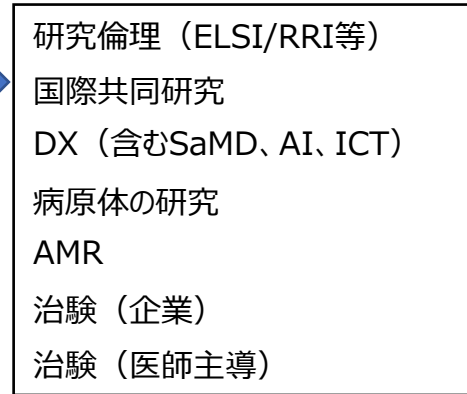 研究倫理（ELSI/RRI等）
国際共同研究
DX（含むSaMD、AI、ICT）
病原体の研究
AMR
治験（企業）
治験（医師主導）